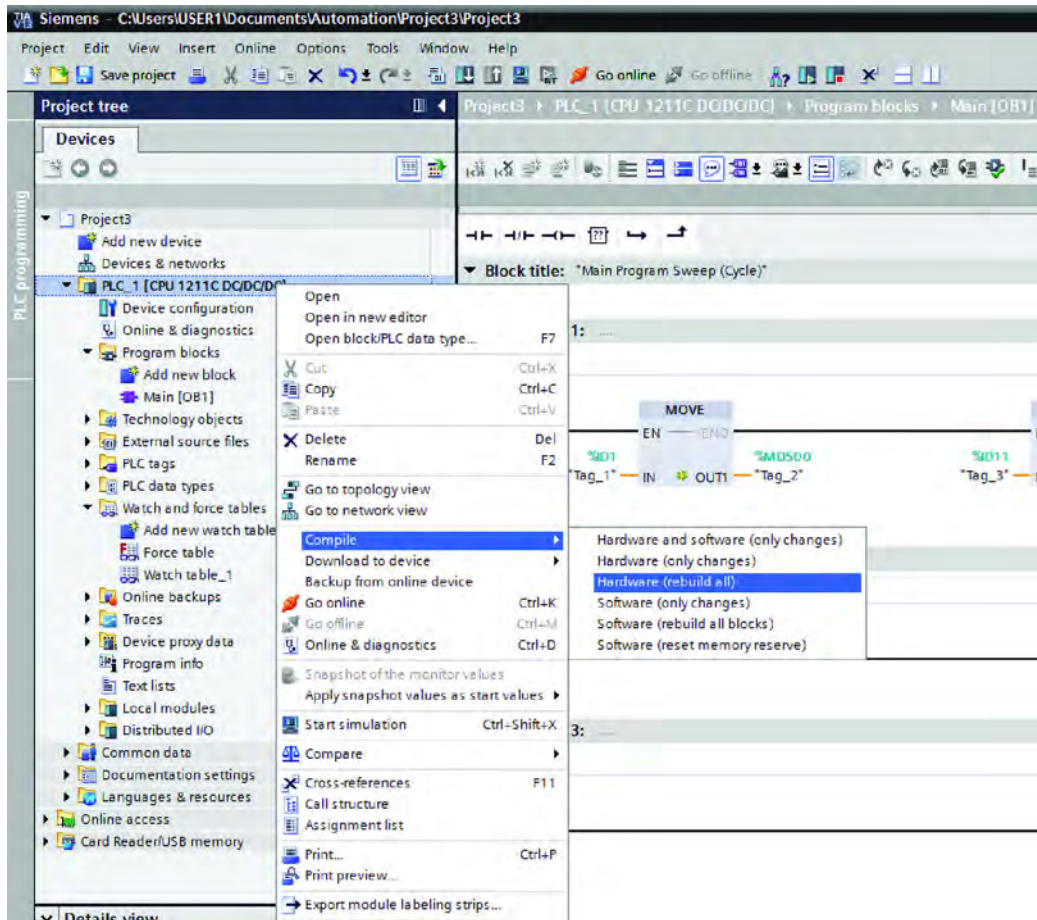 Siemens - C:\Users\USER1\Documents\Automation\Project3\Project3
Project Edit View Insert Online Options Tools Window Help
Save project Go online Go offline
Project tree
Project3 PLC_1 [CPU 1211C DC/DC/DC] Program blocks Main [OB1]
Devices
PLC programming
Project3
Add new device
Devices & networks
Block title: "Main Program Sweep (Cycle)"
PLC_1 [CPU 1211C DC/DC/DC]
Device configuration
Online & diagnostics
Program blocks
Add new block
Main [OB1]
Technology objects
External source files
PLC tags
PLC data types
Watch and force tables
Add new watch table
Force table
Watch table_1
Online backups
Traces
Device proxy data
Program info
Text lists
Local modules
Distributed I/O
Common data
Documentation settings
Languages & resources
Online access
Card Reader/USB memory
Details view
Open
Open in new editor
Open block/PLC data type... F7
Cut Ctrl+X
Copy Ctrl+C
Paste Ctrl+V
Delete Del
Rename F2
Go to topology view
Go to network view
Compile
Download to device
Backup from online device
Go online Ctrl+K
Go offline Ctrl+M
Online & diagnostics Ctrl+D
Snapshot of the monitor values
Apply snapshot values as start values
Start simulation Ctrl+Shift+X
Compare
Cross-references F11
Call structure
Assignment list
Print... Ctrl+P
Print preview...
Export module labeling strips...
Hardware and software (only changes)
Hardware (only changes)
Hardware (rebuild all)
Software (only changes)
Software (rebuild all blocks)
Software (reset memory reserve)
1: .....
MOVE
EN ENO
%ID1 %MD500 %ID11
"Tag_1" IN OUT1 "Tag_2" "Tag_3"
3: .....